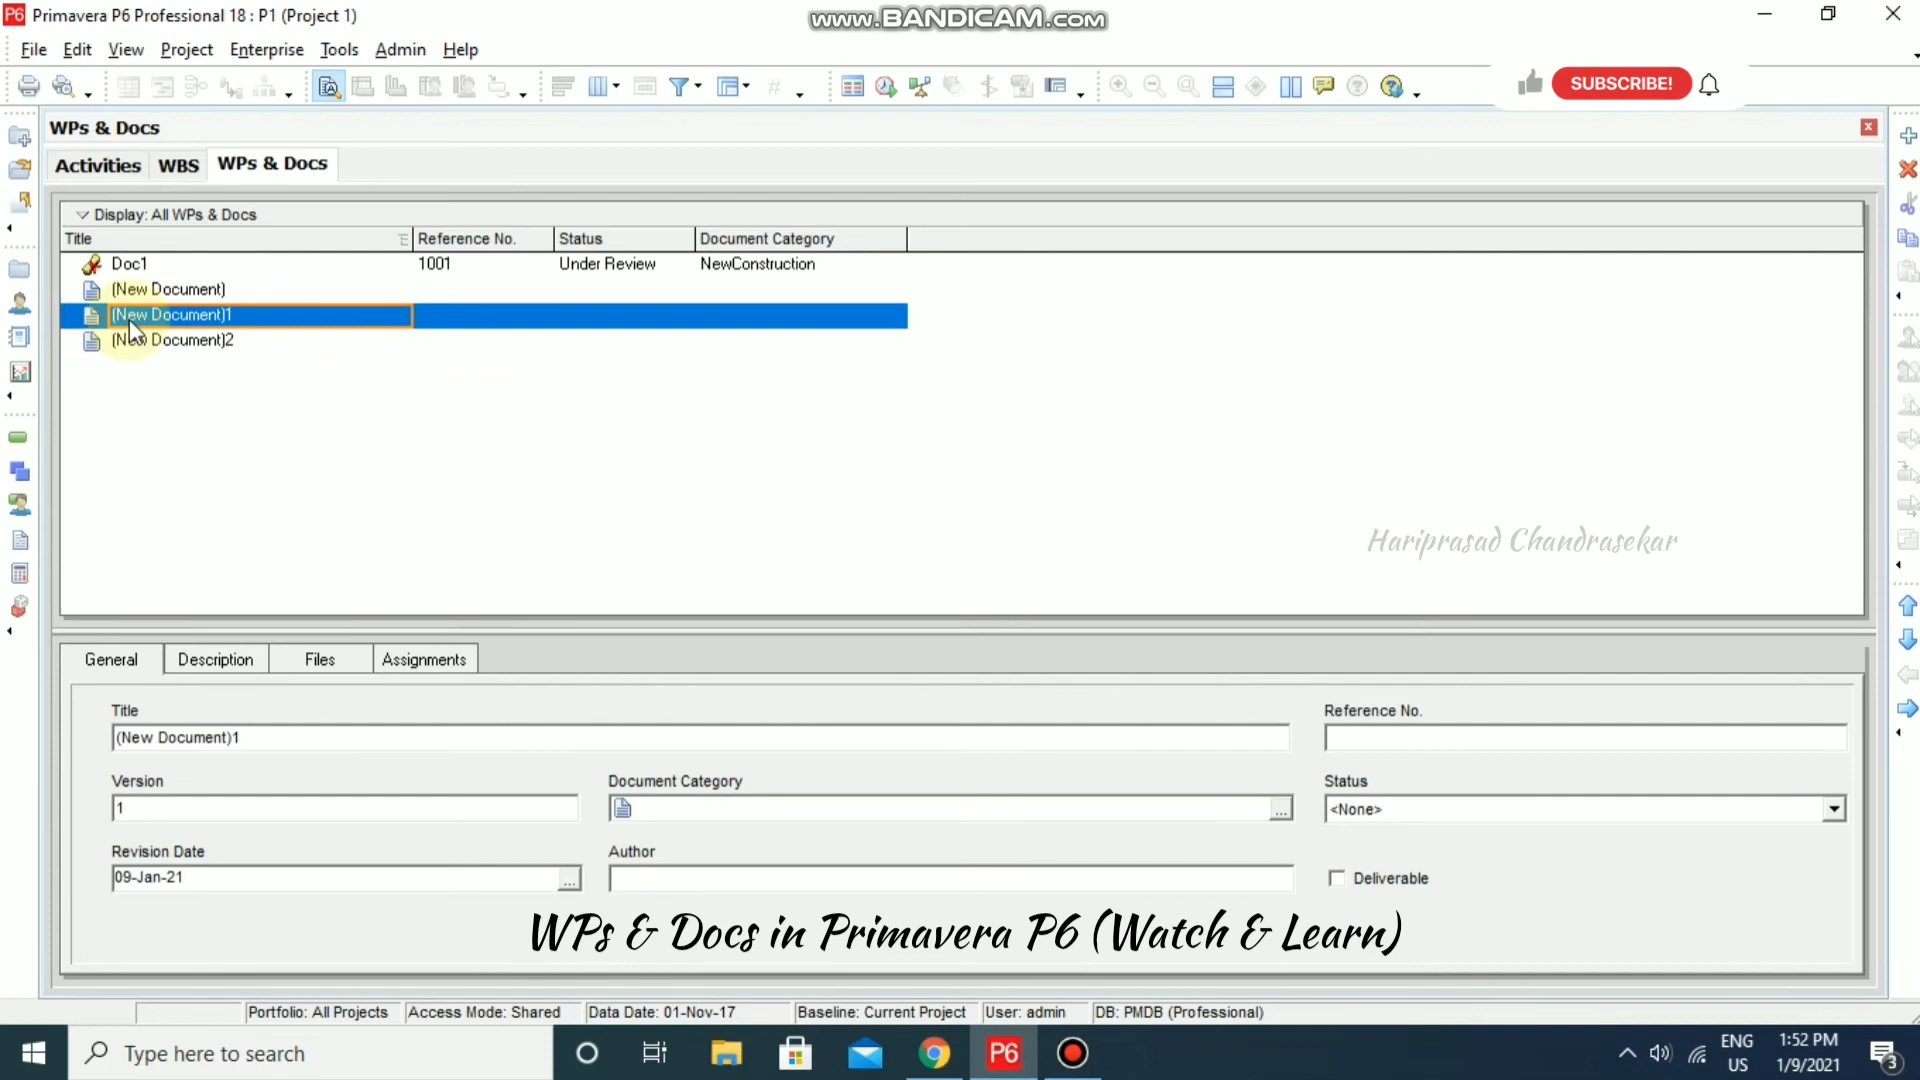 P6 Primavera P6 Professional 18 : P1 (Project 1)
www.BANDICAM.com
File Edit View Project Enterprise Tools Admin Help
SUBSCRIBE!
WPs & Docs
Activities WBS WPs & Docs
Display: All WPs & Docs
Title Reference No. Status Document Category
Doc1 1001 Under Review NewConstruction
(New Document)
(New Document)1
(New Document)2
Hariprasad Chandrasekar
General Description Files Assignments
Title Reference No.
(New Document)1
Version Document Category Status
1 ... <None>
Revision Date Author
09-Jan-21 ... Deliverable
WPs & Docs in Primavera P6 (Watch & Learn)
Portfolio: All Projects Access Mode: Shared Data Date: 01-Nov-17 Baseline: Current Project User: admin DB: PMDB (Professional)
Type here to search P6 ENG 1:52 PM
US 1/9/2021 3